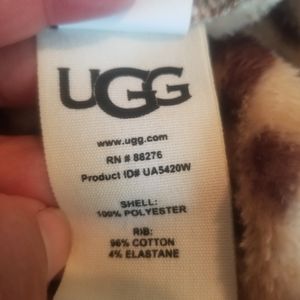 UGG
www.ugg.com
RN # 88276
Product ID# UA5420W
SHELL:
100% POLYESTER
RIB:
96% COTTON
4% ELASTANE